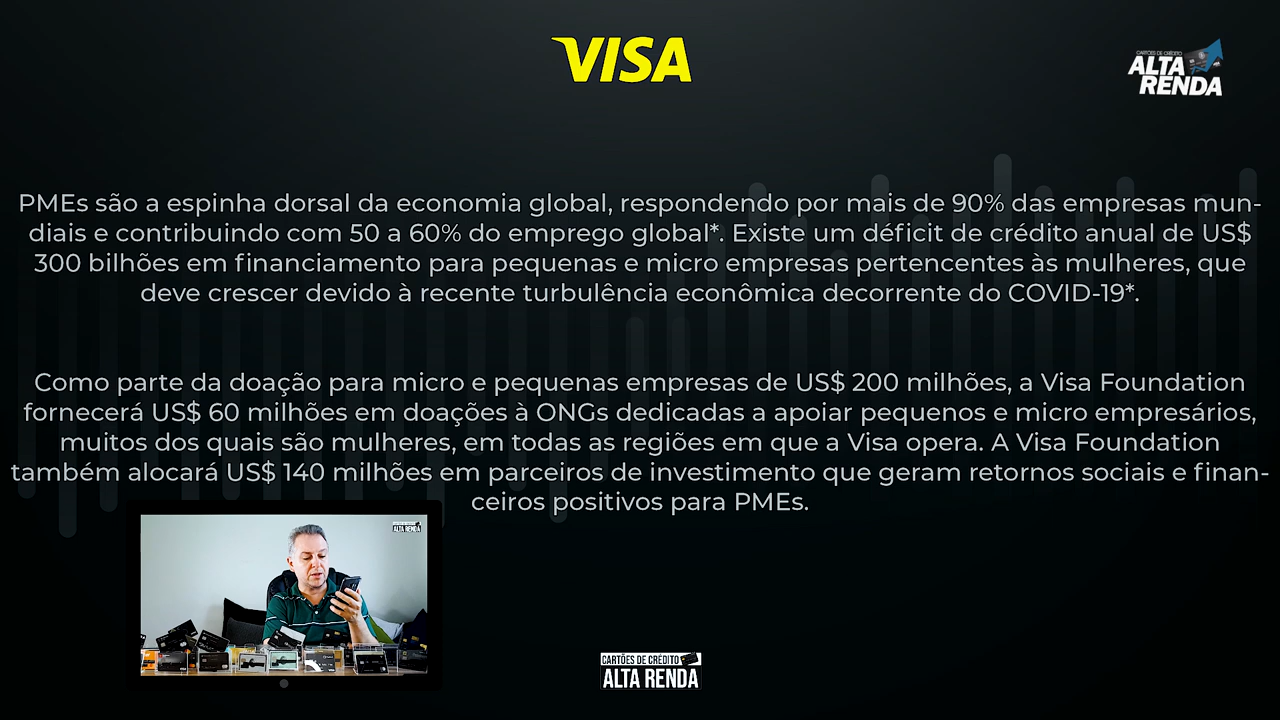 VISA
CARTÕES DE CRÉDITO
ALTA
RENDA
PMEs são a espinha dorsal da economia global, respondendo por mais de 90% das empresas mun-
diais e contribuindo com 50 a 60% do emprego global*. Existe um déficit de crédito anual de US$
300 bilhões em financiamento para pequenas e micro empresas pertencentes às mulheres, que
deve crescer devido à recente turbulência econômica decorrente do COVID-19*.
Como parte da doação para micro e pequenas empresas de US$ 200 milhões, a Visa Foundation
fornecerá US$ 60 milhões em doações à ONGs dedicadas a apoiar pequenos e micro empresários,
muitos dos quais são mulheres, em todas as regiões em que a Visa opera. A Visa Foundation
também alocará US$ 140 milhões em parceiros de investimento que geram retornos sociais e finan-
ceiros positivos para PMEs.
ALTA RENDA
CARTÕES DE CRÉDITO
ALTA RENDA